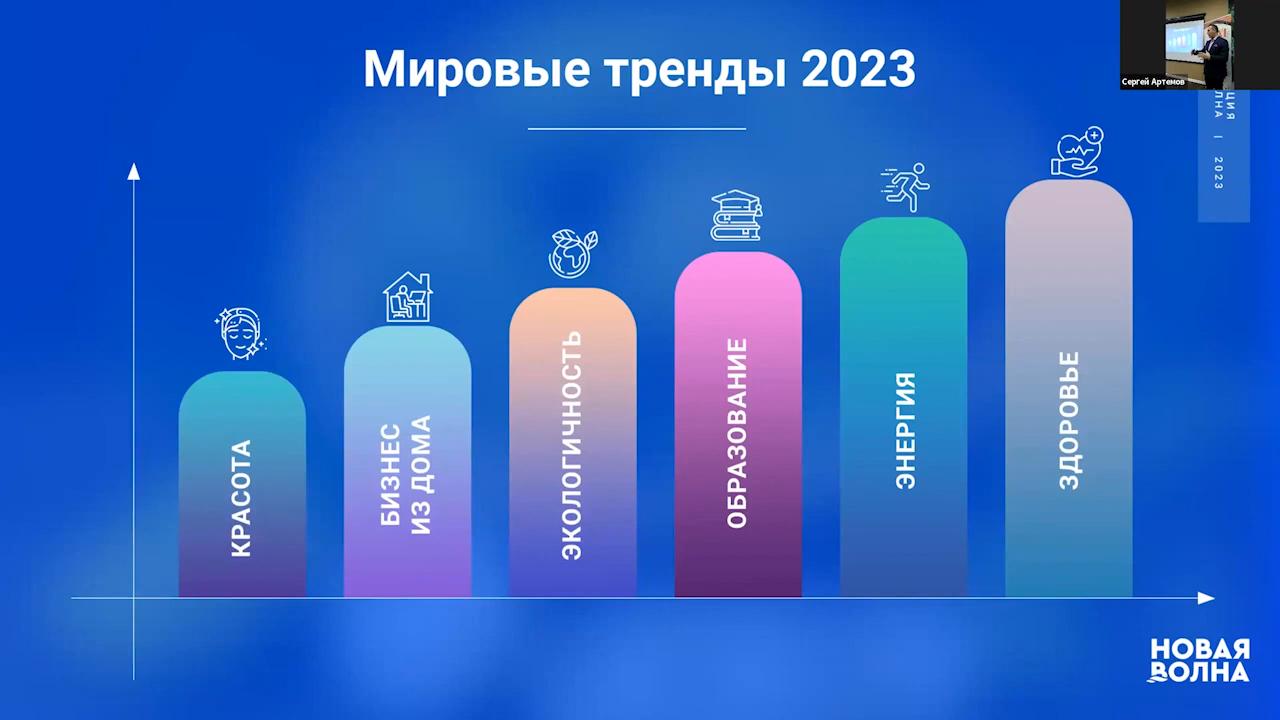 Мировые тренды 2023
Сергей Артемов
2023
КРАСОТА
БИЗНЕС
ИЗ ДОМА
ЭКОЛОГИЧНОСТЬ
ОБРАЗОВАНИЕ
ЭНЕРГИЯ
ЗДОРОВЬЕ
НОВАЯ
ВОЛНА